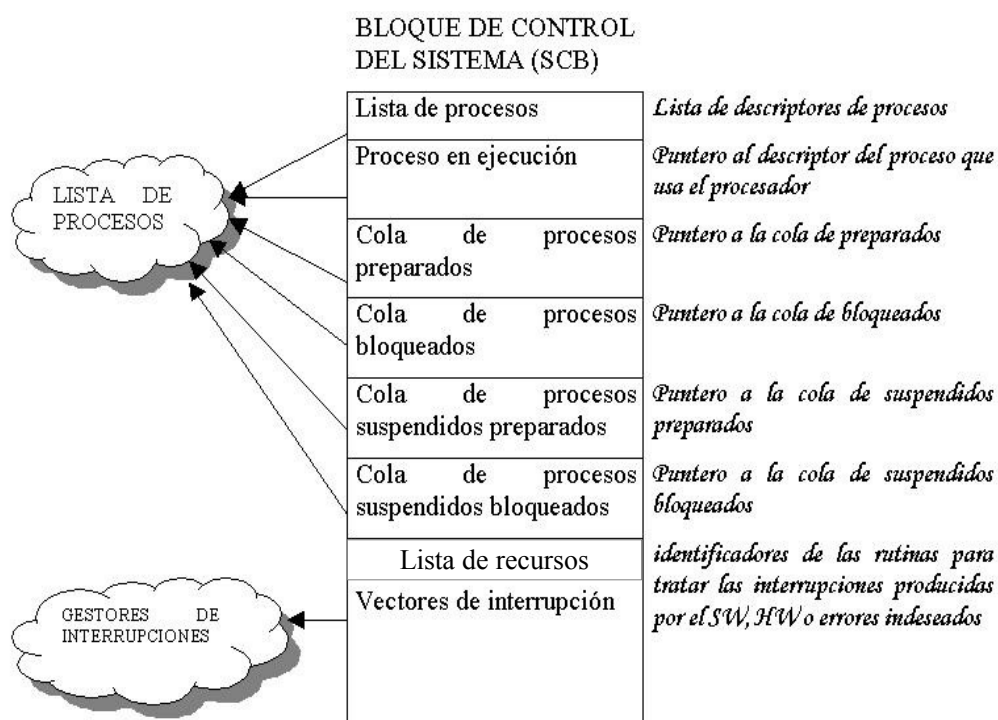 BLOQUE DE CONTROL
DEL SISTEMA (SCB)
Lista de procesos
Lista de descriptores de procesos
Proceso en ejecución
Puntero al descriptor del proceso que
usa el procesador
LISTA DE
PROCESOS
Cola de procesos
preparados
Puntero a la cola de preparados
Cola de procesos
bloqueados
Puntero a la cola de bloqueados
Cola de procesos
suspendidos preparados
Puntero a la cola de suspendidos
preparados
Cola de procesos
suspendidos bloqueados
Puntero a la cola de suspendidos
bloqueados
Lista de recursos
Vectores de interrupción
identificadores de las rutinas para
tratar las interrupciones producidas
por el SW, HW o errores indeseados
GESTORES DE
INTERRUPCIONES